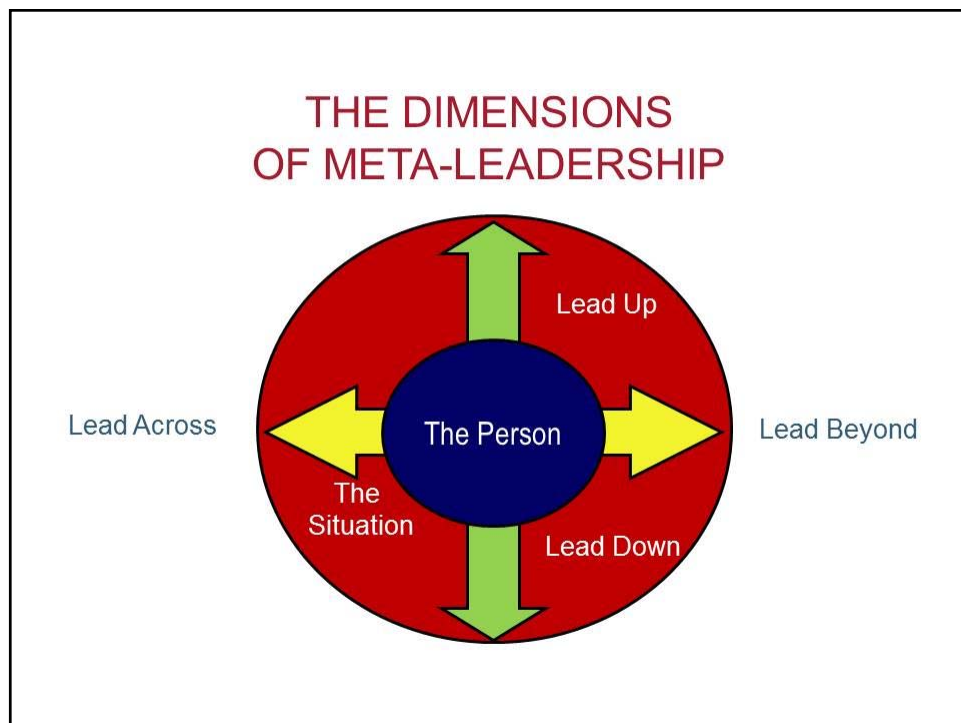 THE DIMENSIONS
OF META-LEADERSHIP
Lead Up
Lead Across
The Person
Lead Beyond
The
Situation
Lead Down